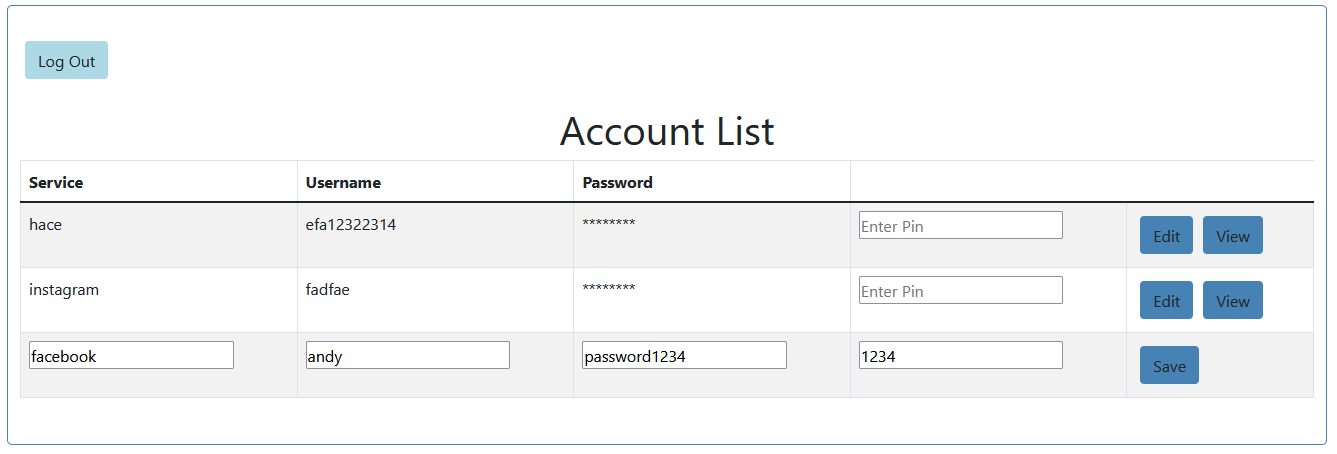 Log Out
Account List
Service Username Password
hace efa12322314 ******** Enter Pin Edit View
instagram fadfae ******** Enter Pin Edit View
facebook andy password1234 1234 Save